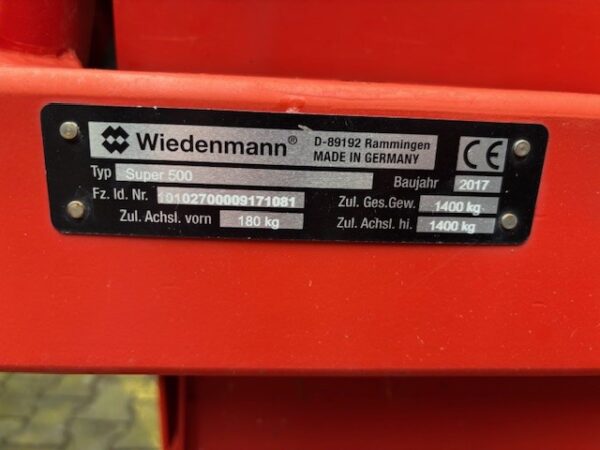 Wiedenmann® D-89192 Rammingen
MADE IN GERMANY
CE
Typ Super 500
Baujahr 2017
Fz. Id. Nr. 10102700009171081
Zul. Ges.Gew. 1400 kg
Zul. Achsl. vorn 180 kg
Zul. Achsl. hi. 1400 kg